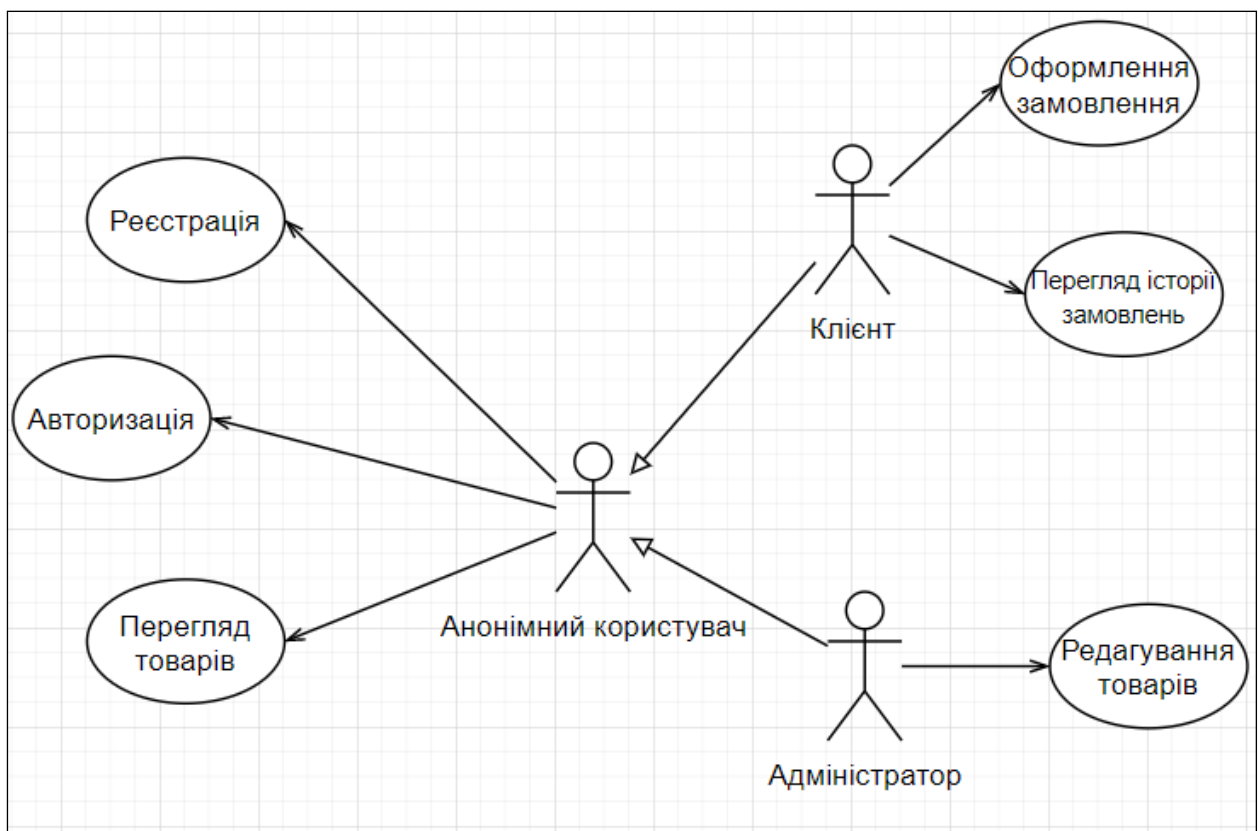 Оформлення
замовлення
Реєстрація
Перегляд історії
замовлень
Клієнт
Авторизація
Анонімний користувач
Перегляд
товарів
Редагування
товарів
Адміністратор